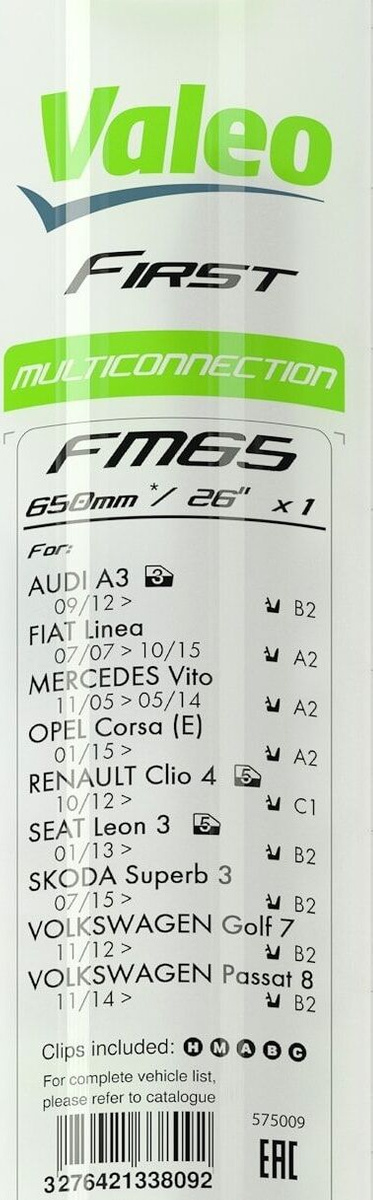 Valeo
FIRST
MULTICONNECTION
FM65
650mm */ 26" x 1
For:
AUDI A3 3
09/12 > B2
FIAT Linea
07/07 > 10/15 A2
MERCEDES Vito
11/05 > 05/14 A2
OPEL Corsa (E)
01/15 > A2
RENAULT Clio 4 5
10/12 > C1
SEAT Leon 3 5
01/13 > B2
SKODA Superb 3
07/15 > B2
VOLKSWAGEN Golf 7
11/12 > B2
VOLKSWAGEN Passat 8
11/14 > B2
Clips included: H M A B C
For complete vehicle list,
please refer to catalogue
575009
EAC
3276421338092